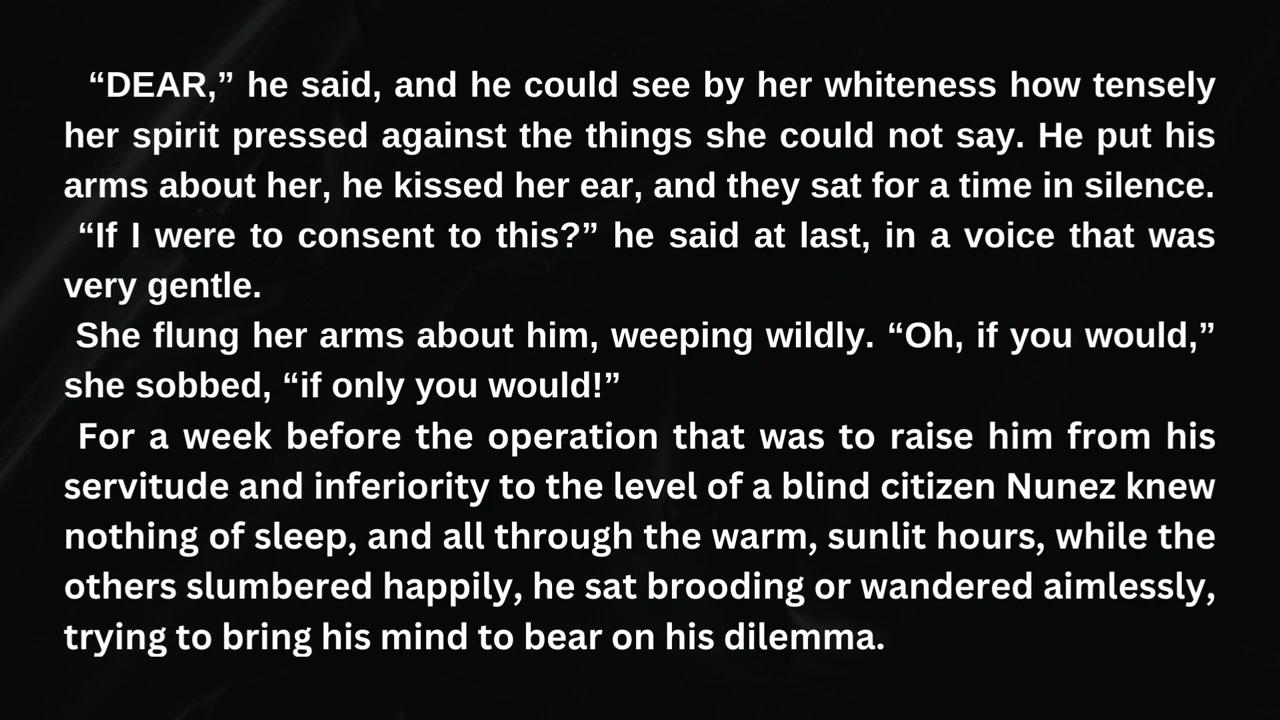 “DEAR,” he said, and he could see by her whiteness how tensely
her spirit pressed against the things she could not say. He put his
arms about her, he kissed her ear, and they sat for a time in silence.
“If I were to consent to this?” he said at last, in a voice that was
very gentle.
She flung her arms about him, weeping wildly. “Oh, if you would,”
she sobbed, “if only you would!”
For a week before the operation that was to raise him from his
servitude and inferiority to the level of a blind citizen Nunez knew
nothing of sleep, and all through the warm, sunlit hours, while the
others slumbered happily, he sat brooding or wandered aimlessly,
trying to bring his mind to bear on his dilemma.